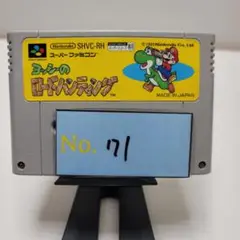 Nintendo SHVC-RH
スーパーファミコン
ヨッシーの
ロードハンティング
MADE IN JAPAN
No. 71